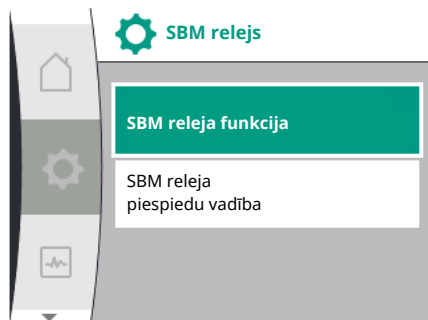 SBM relejs
SBM releja funkcija
SBM releja
piespiedu vadība